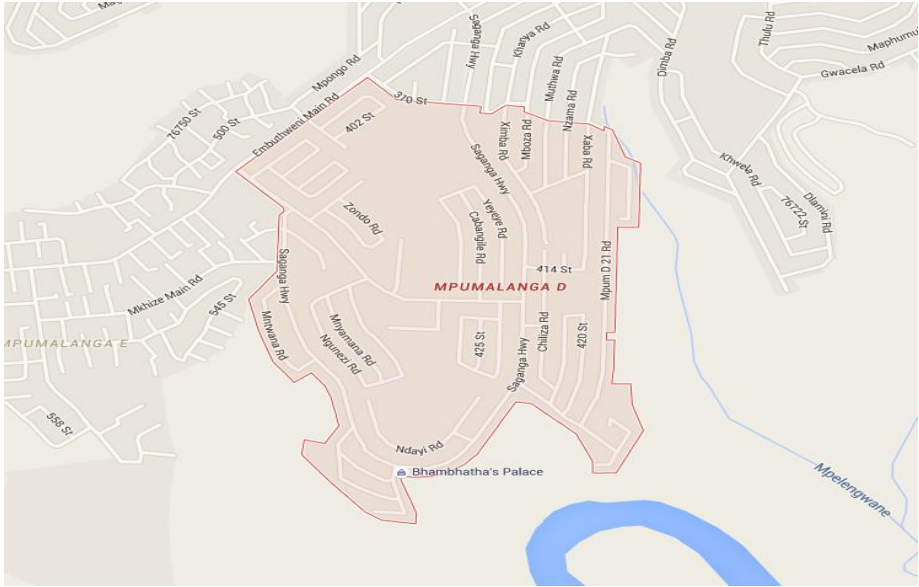 Saganga Hwy
Kharya Rd
Thulu Rd
Dimba Rd
Gwacela Rd
Mpongo Rd
Muthwa Rd
370 St
Nzama Rd
76750 St
500 St
Embuthweni Main Rd
402 St
Ximba Rd
Mboza Rd
Xaba Rd
Saganga Hwy
Khwela Rd
76722 St
Dlamini Rd
Zondo Rd
Yeyeye Rd
Cabangile Rd
Saganga Hwy
414 St
Mpum D 21 Rd
Mkhize Main Rd
545 St
MPUMALANGA D
Mntwana Rd
Mnyamana Rd
Ngunezi Rd
425 St
Chiliza Rd
420 St
MPUMALANGA E
Saganga Hwy
558 St
Ndayi Rd
Bhambhatha's Palace
Mpelengwane